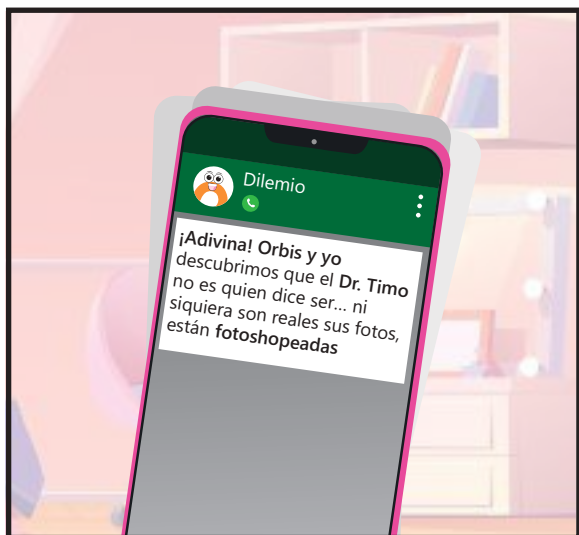 Dilemio
¡Adivina! Orbis y yo
descubrimos que el Dr. Timo
no es quien dice ser... ni
siquiera son reales sus fotos,
están fotoshopeadas